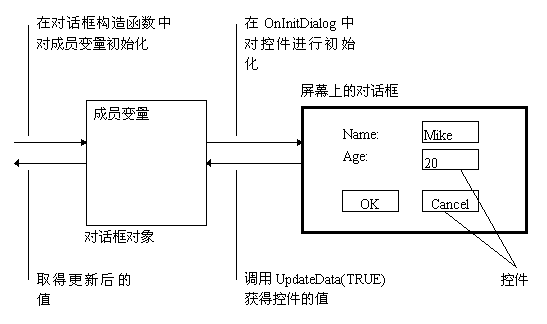 在对话框构造函数中
对成员变量初始化
在 OnInitDialog 中
对控件进行初始
化
屏幕上的对话框
成员变量
Name:
Mike
Age:
20
OK
Cancel
对话框对象
取得更新后的
值
调用 UpdateData(TRUE)
获得控件的值
控件